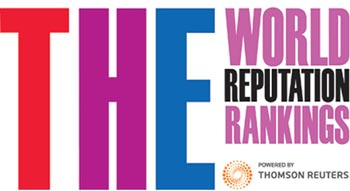 THE
WORLD
REPUTATION
RANKINGS
POWERED BY
THOMSON REUTERS